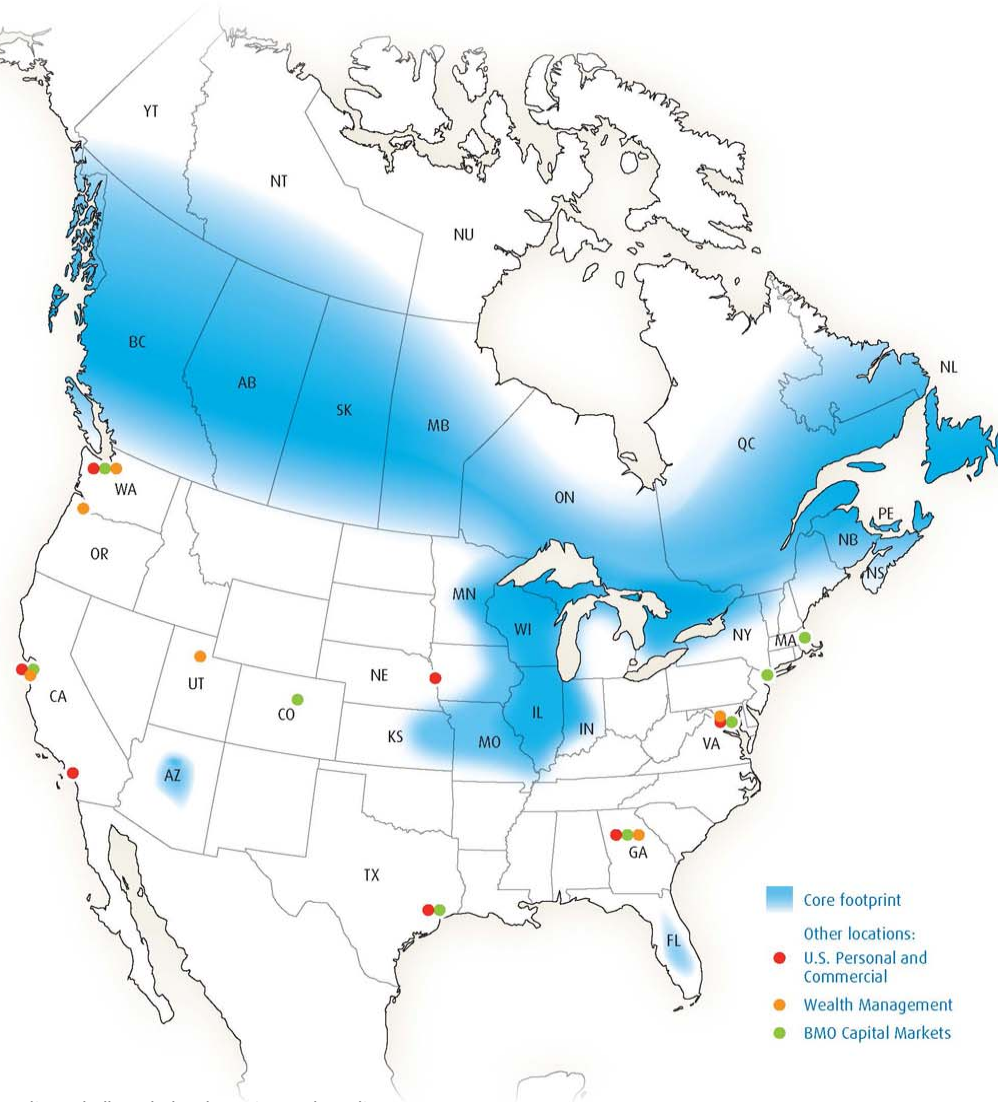 YT
NT
NU
BC
AB
SK
MB
ON
QC
NL
PE
NB
NS
WA
OR
MN
WI
NY
MA
NE
UT
CA
CO
IL
IN
KS
MO
VA
AZ
GA
TX
FL
Core footprint
Other locations:
U.S. Personal and
Commercial
Wealth Management
BMO Capital Markets